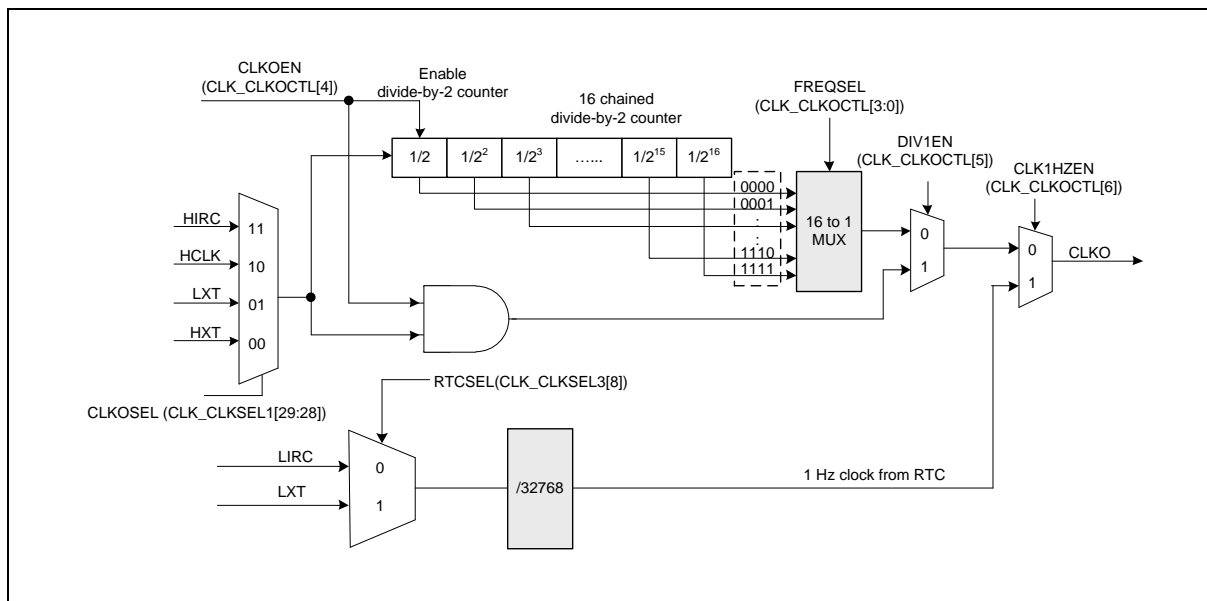 CLKOEN
(CLK_CLKOCTL[4])
Enable
divide-by-2 counter
16 chained
divide-by-2 counter
FREQSEL
(CLK_CLKOCTL[3:0])
DIV1EN
(CLK_CLKOCTL[5])
CLK1HZEN
(CLK_CLKOCTL[6])
1/2 1/2² 1/2³ …... 1/2¹⁵ 1/2¹⁶
0000
0001
:
:
1110
1111
16 to 1
MUX
0
1
0
1
CLKO
HIRC 11
HCLK 10
LXT 01
HXT 00
CLKOSEL (CLK_CLKSEL1[29:28])
RTCSEL(CLK_CLKSEL3[8])
LIRC 0
LXT 1
/32768
1 Hz clock from RTC